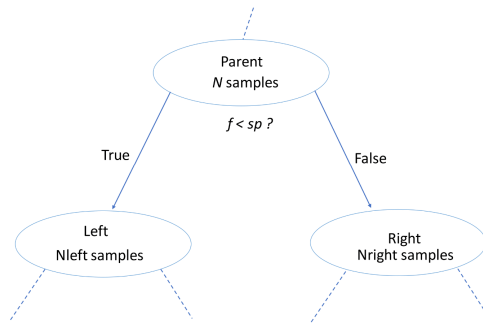 Parent
N samples
f < sp ?
True
False
Left
Nleft samples
Right
Nright samples